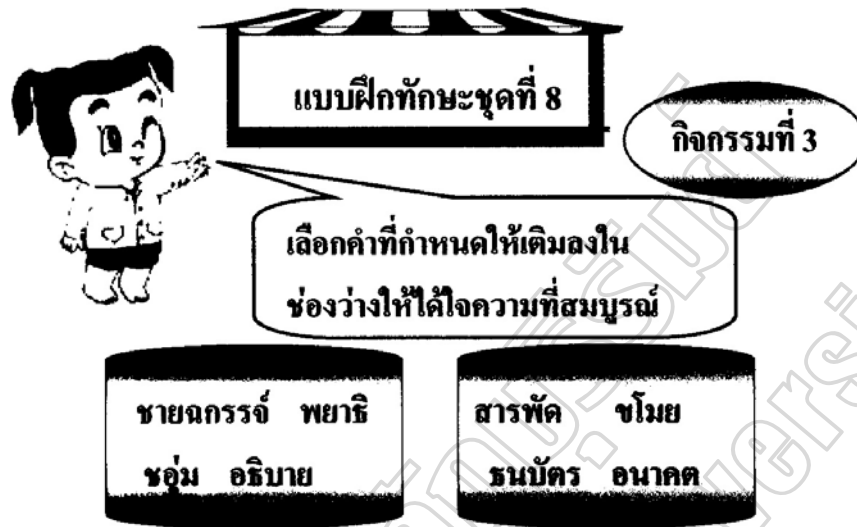 แบบฝึกทักษะชุดที่ 8
กิจกรรมที่ 3
เลือกคำที่กำหนดให้เติมลงใน
ช่องว่างให้ได้ใจความที่สมบูรณ์
ชายฉกรรจ์ พยาธิ
ชอุ่ม อธิบาย
สารพัด ขโมย
ธนบัตร อนาคต